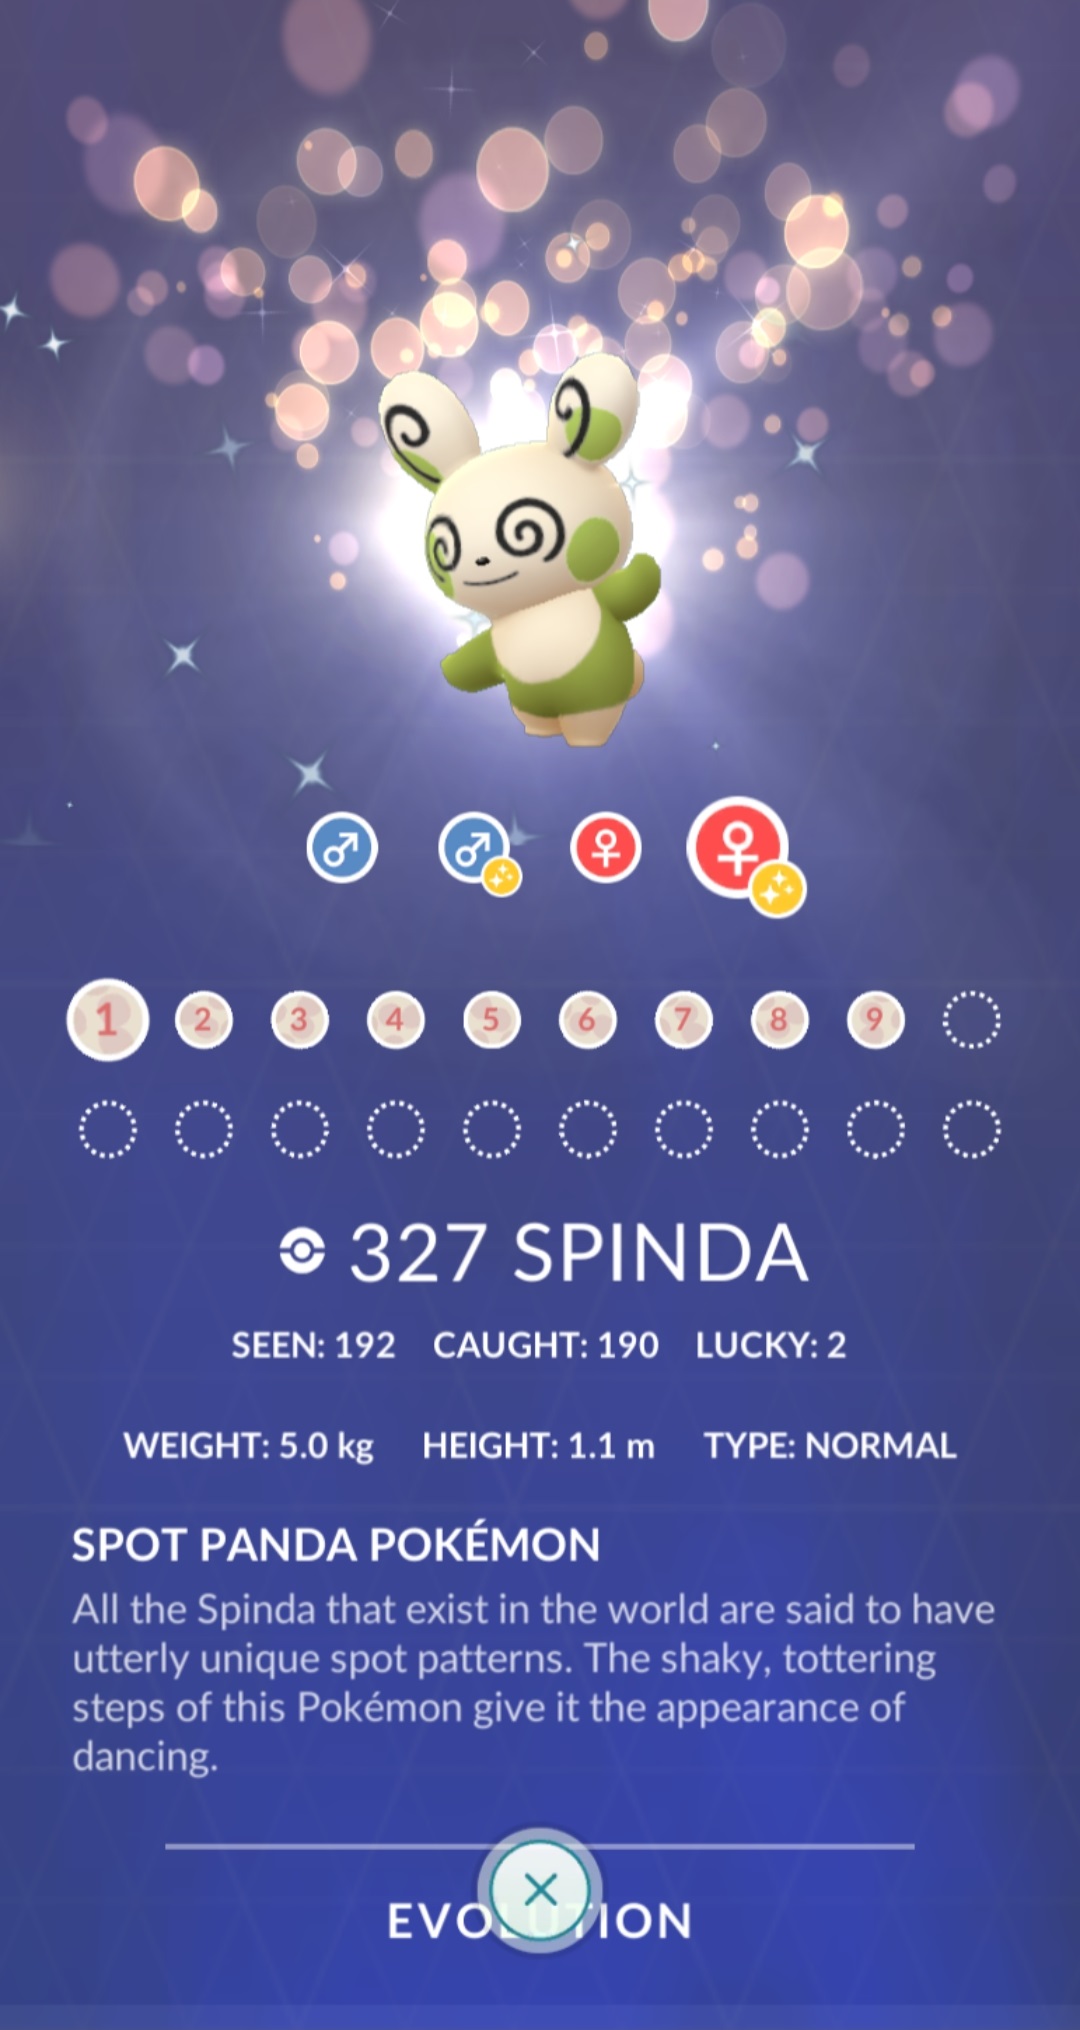 1 2 3 4 5 6 7 8 9
327 SPINDA
SEEN: 192 CAUGHT: 190 LUCKY: 2
WEIGHT: 5.0 kg HEIGHT: 1.1 m TYPE: NORMAL
SPOT PANDA POKÉMON
All the Spinda that exist in the world are said to have
utterly unique spot patterns. The shaky, tottering
steps of this Pokémon give it the appearance of
dancing.
EVOLUTION